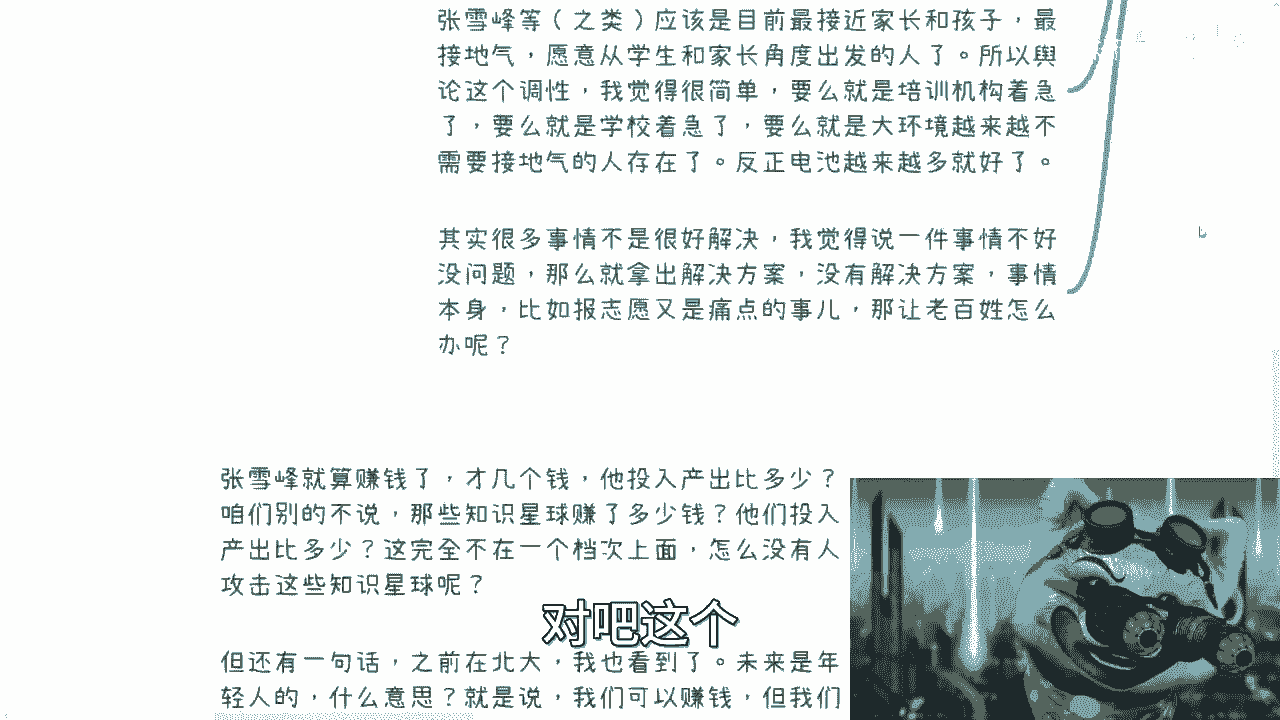 张雪峰等（之类）应该是目前最接近家长和孩子，最
接地气，愿意从学生和家长角度出发的人了。所以舆
论这个调性，我觉得很简单，要么就是培训机构着急
了，要么就是学校着急了，要么就是大环境越来越不
需要接地气的人存在了。反正电池越来越多就好了。
其实很多事情不是很好解决，我觉得说一件事情不好
没问题，那么就拿出解决方案，没有解决方案，事情
本身，比如报志愿又是痛点的事儿，那让老百姓怎么
办呢？
张雪峰就算赚钱了，才几个钱，他投入产出比多少？
咱们别的不说，那些知识星球赚了多少钱？他们投入
产出比多少？这完全不在一个档次上面，怎么没有人
攻击这些知识星球呢？
对吧这个
但还有一句话，之前在北大，我也看到了。未来是年
轻人的，什么意思？就是说，我们可以赚钱，但我们